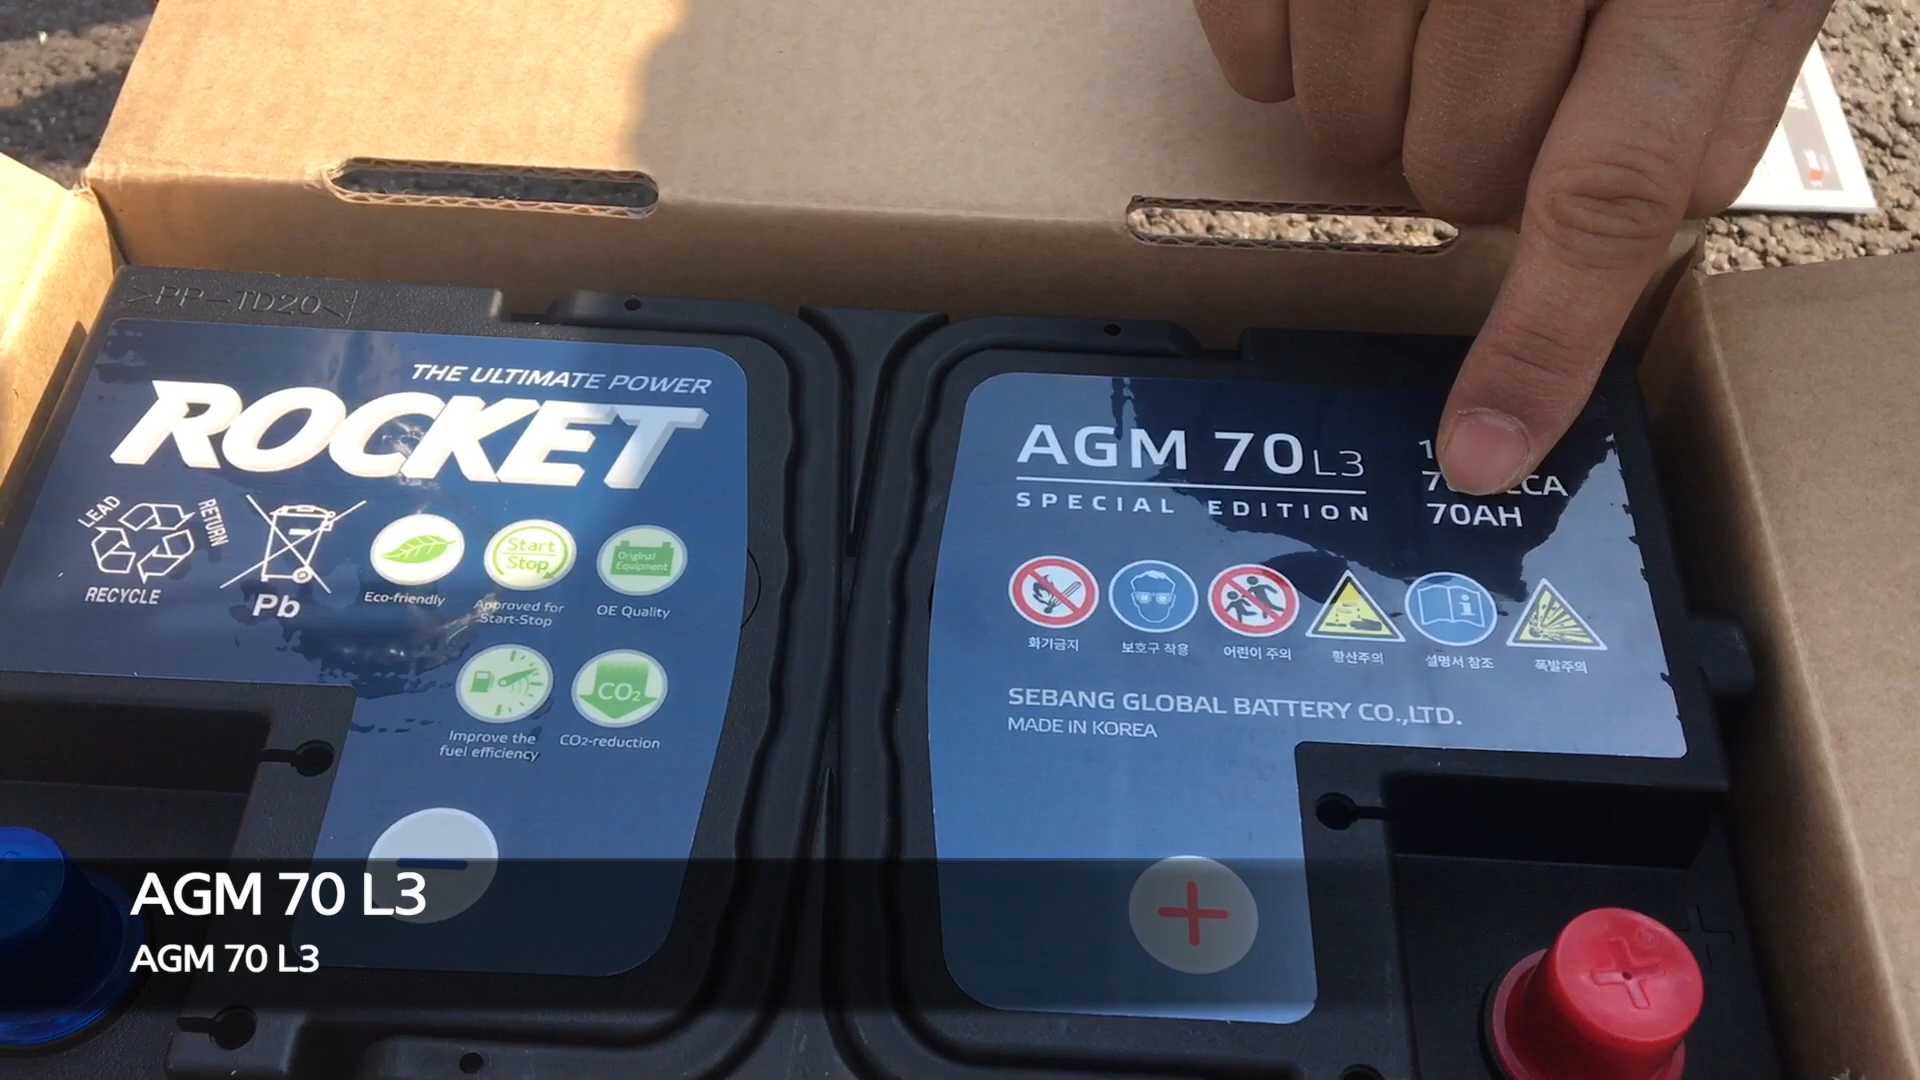 >PP-TD20<
THE ULTIMATE POWER
ROCKET
LEAD
RETURN
RECYCLE
Pb
Eco-friendly
Start
Stop
Approved for
Start-Stop
Original
Equipment
OE Quality
Improve the
fuel efficiency
CO2
CO₂-reduction
AGM 70L3
SPECIAL EDITION
70AH
화기금지
보호구 착용
어린이 주의
황산주의
설명서 참조
폭발주의
SEBANG GLOBAL BATTERY CO.,LTD.
MADE IN KOREA
AGM 70 L3
AGM 70 L3